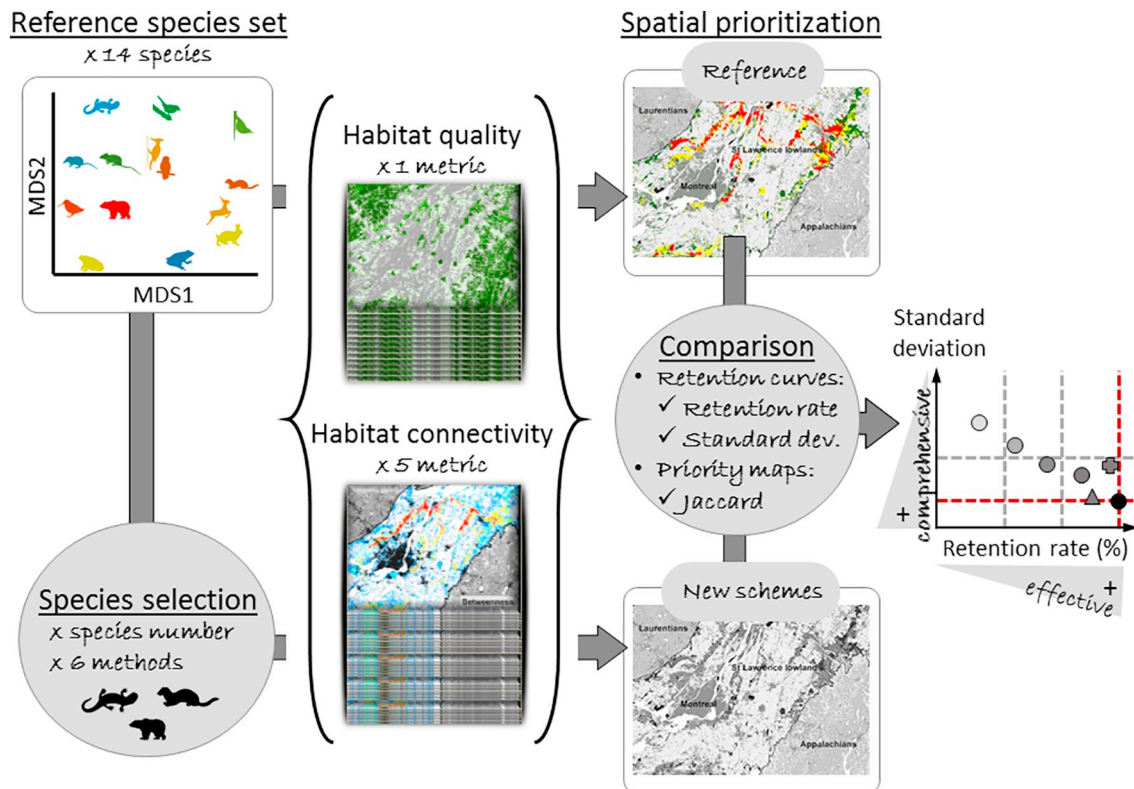 Reference species set
x 14 species
MDS2
MDS1
Species selection
x species number
x 6 methods
Habitat quality
x 1 metric
Habitat connectivity
x 5 metric
Betweenness
Spatial prioritization
Reference
Laurentians
St Lawrence lowland
Montreal
Appalachians
Comparison
• Retention curves:
✓ Retention rate
✓ Standard dev.
• Priority maps:
✓ Jaccard
New schemes
Laurentians
St Lawrence lowland
Montreal
Appalachians
Standard
deviation
comprehensive
+
Retention rate (%)
effective
+